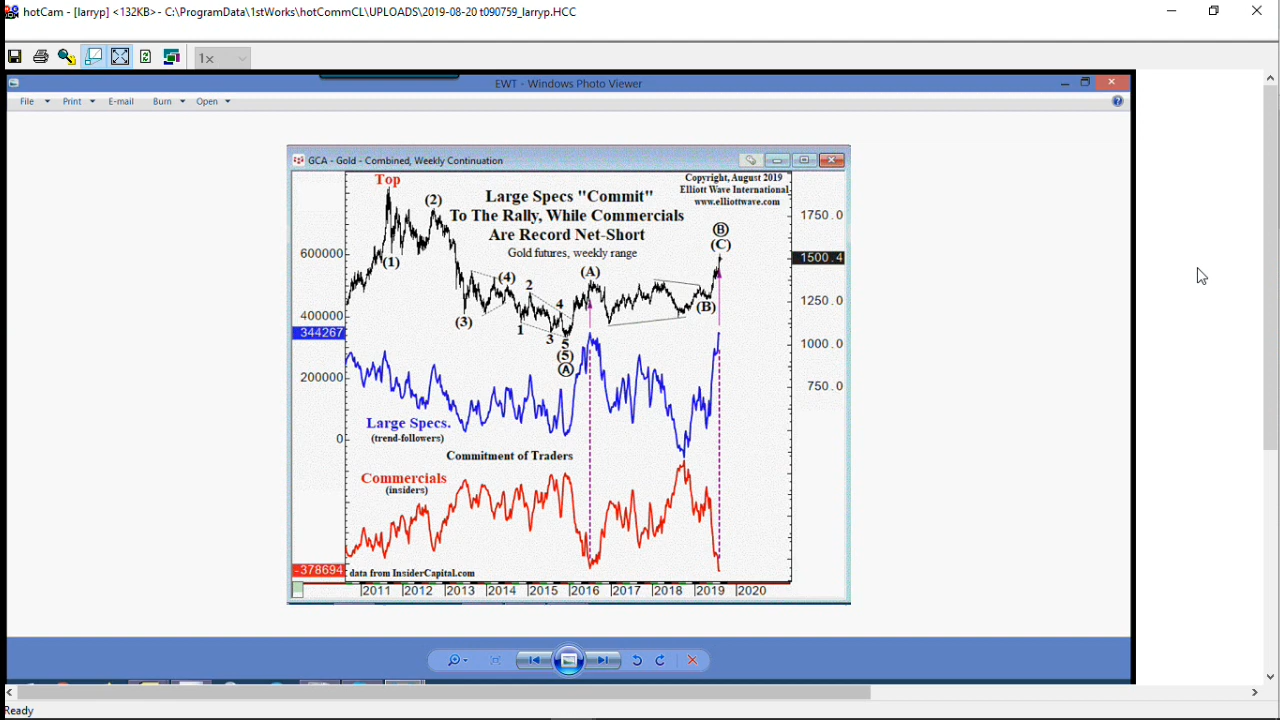 hotCam - [larryp] <132KB>- C:\ProgramData\1stWorks\hotCommCL\UPLOADS\2019-08-20 t090759_larryp.HCC
1x
EWT - Windows Photo Viewer
File Print E-mail Burn Open
GCA - Gold - Combined, Weekly Continuation
Top
Large Specs "Commit"
To The Rally, While Commercials
Are Record Net-Short
Gold futures, weekly range
Copyright, August 2019
Elliott Wave International
www.elliottwave.com
(2)
(1)
(3)
(4)
2
1
4
3
5
(5)
Ⓐ
(A)
(B)
Ⓑ
(C)
600000
400000
344267
200000
0
-378694
1750.0
1500.4
1250.0
1000.0
750.0
Large Specs.
(trend-followers)
Commitment of Traders
Commercials
(insiders)
data from InsiderCapital.com
2011 2012 2013 2014 2015 2016 2017 2018 2019 2020
Ready